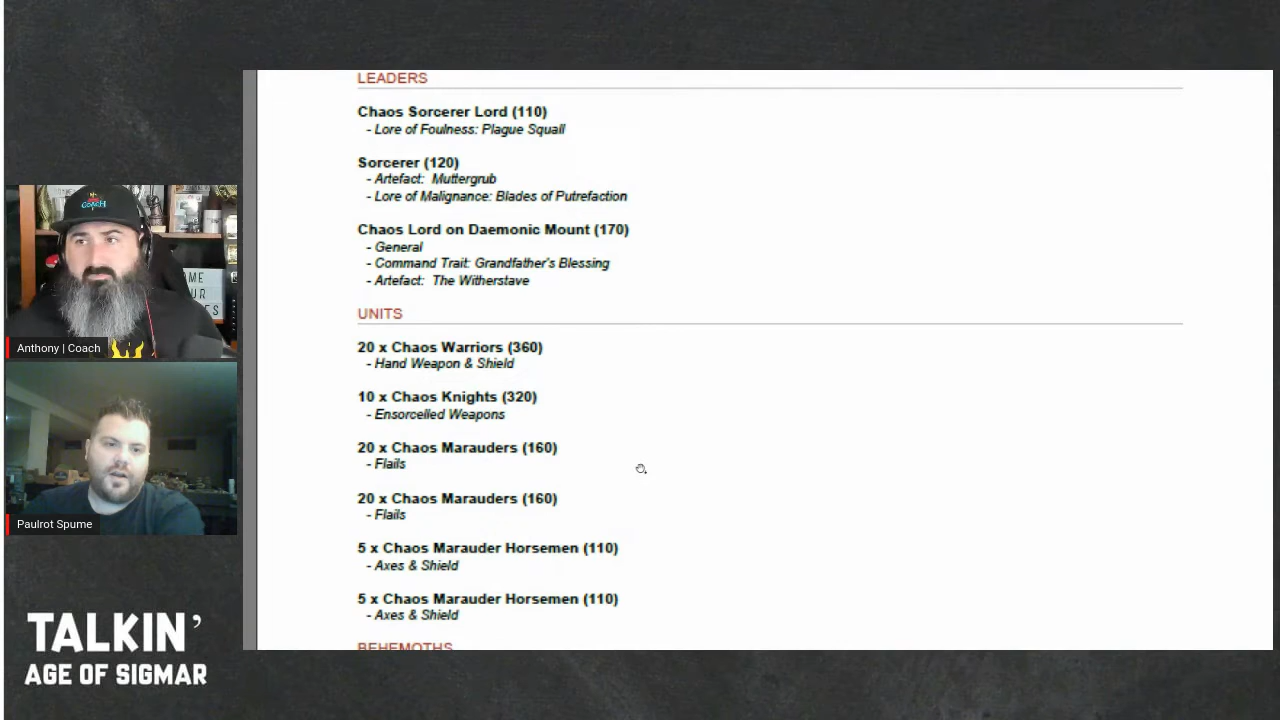 LEADERS
Chaos Sorcerer Lord (110)
- Lore of Foulness: Plague Squall
Sorcerer (120)
- Artefact: Muttergrub
- Lore of Malignance: Blades of Putrefaction
Chaos Lord on Daemonic Mount (170)
- General
- Command Trait: Grandfather's Blessing
- Artefact: The Witherstave
UNITS
20 x Chaos Warriors (360)
- Hand Weapon & Shield
10 x Chaos Knights (320)
- Ensorcelled Weapons
20 x Chaos Marauders (160)
- Flails
20 x Chaos Marauders (160)
- Flails
5 x Chaos Marauder Horsemen (110)
- Axes & Shield
5 x Chaos Marauder Horsemen (110)
- Axes & Shield
BEHEMOTHS
COACH
Anthony | Coach
Paulrot Spume
TALKIN'
AGE OF SIGMAR